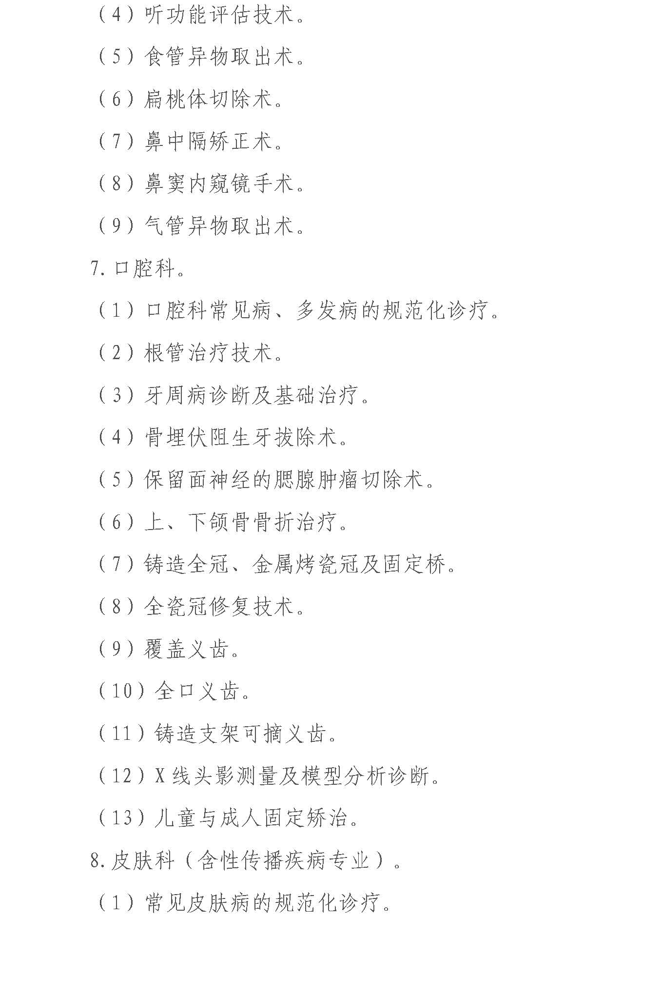 （4）听功能评估技术。
（5）食管异物取出术。
（6）扁桃体切除术。
（7）鼻中隔矫正术。
（8）鼻窦内窥镜手术。
（9）气管异物取出术。
7. 口腔科。
（1）口腔科常见病、多发病的规范化诊疗。
（2）根管治疗技术。
（3）牙周病诊断及基础治疗。
（4）骨埋伏阻生牙拔除术。
（5）保留面神经的腮腺肿瘤切除术。
（6）上、下颌骨骨折治疗。
（7）铸造全冠、金属烤瓷冠及固定桥。
（8）全瓷冠修复技术。
（9）覆盖义齿。
（10）全口义齿。
（11）铸造支架可摘义齿。
（12）X 线头影测量及模型分析诊断。
（13）儿童与成人固定矫治。
8. 皮肤科（含性传播疾病专业）。
（1）常见皮肤病的规范化诊疗。